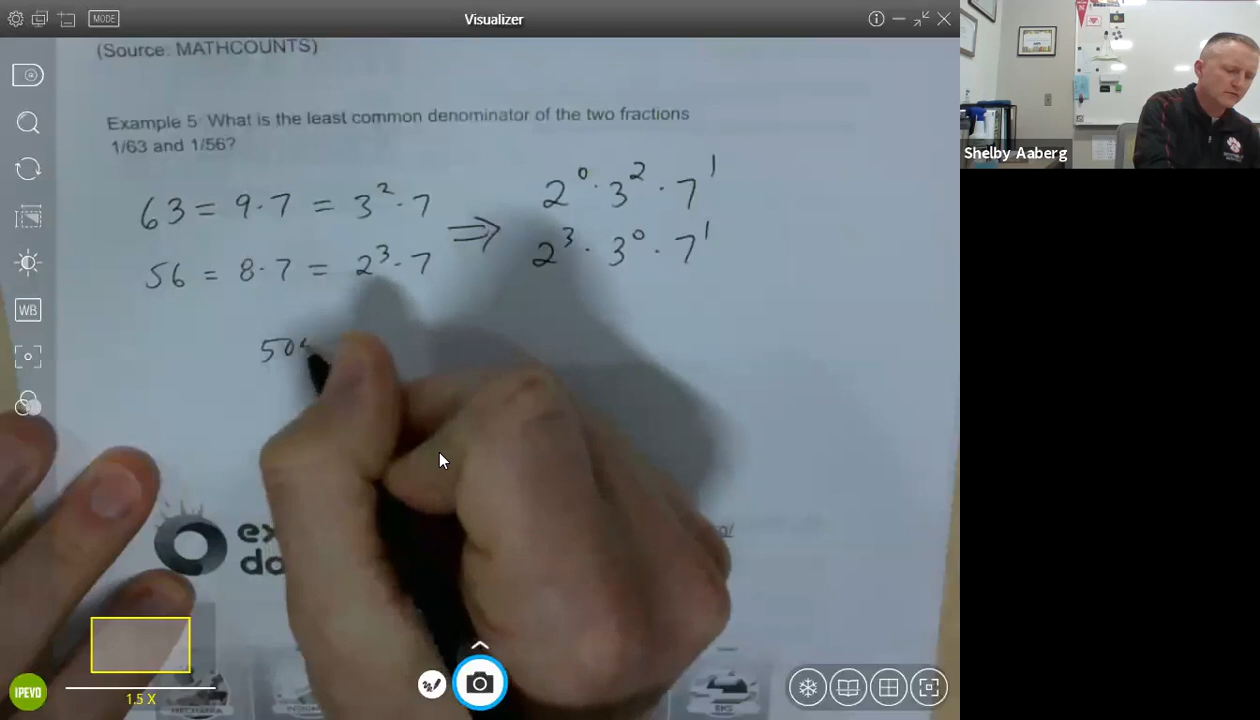 MODE
Visualizer
(Source: MATHCOUNTS)
Example 5: What is the least common denominator of the two fractions
1/63 and 1/56?
63 = 9·7 = 3²·7 ⇒ 2⁰·3²·7¹
56 = 8·7 = 2³·7 2³·3⁰·7¹
50
WB
1.5 X
IPEVO
Shelby Aaberg